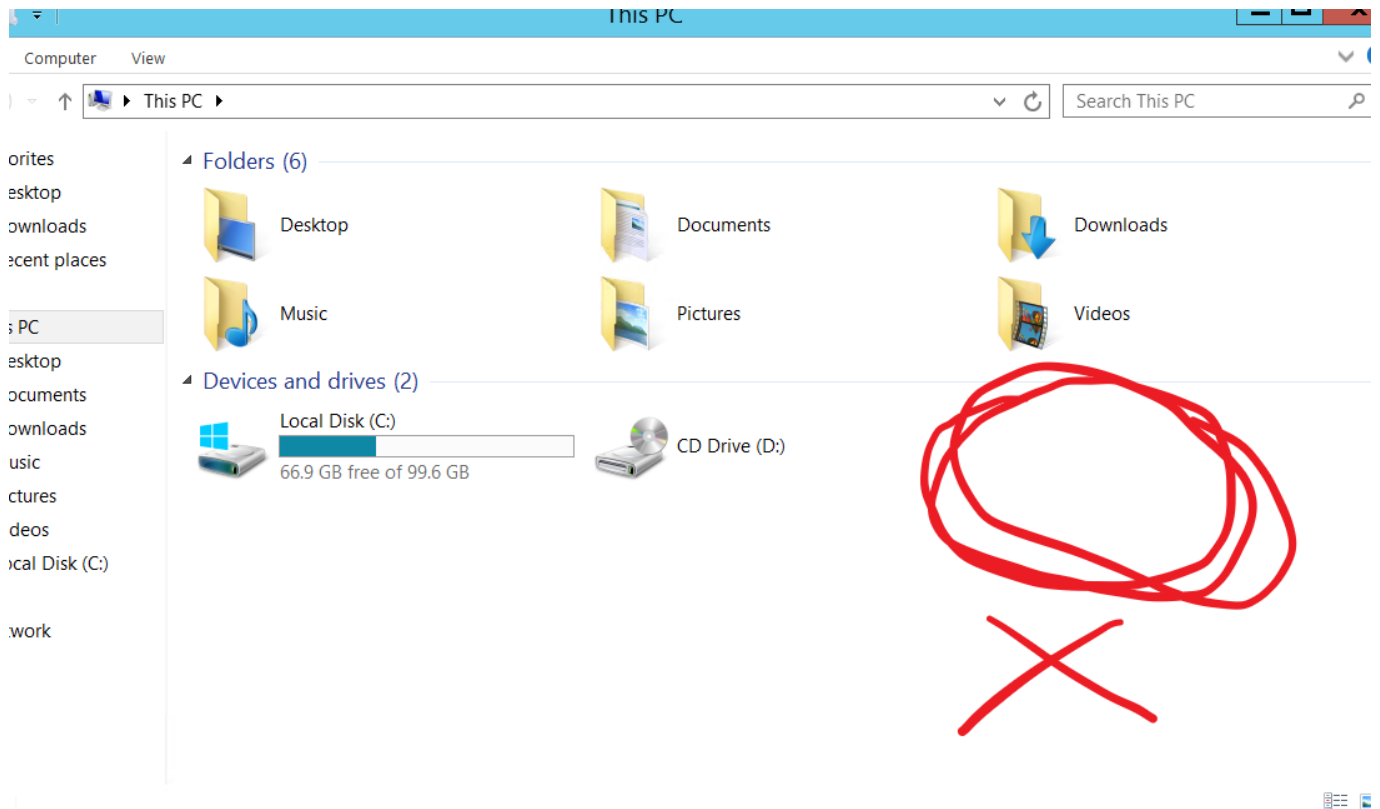 This PC
Computer View
This PC
Search This PC
orites
esktop
ownloads
ecent places
s PC
esktop
ocuments
ownloads
usic
ctures
deos
ocal Disk (C:)
work
Folders (6)
Desktop
Documents
Downloads
Music
Pictures
Videos
Devices and drives (2)
Local Disk (C:)
66.9 GB free of 99.6 GB
CD Drive (D:)